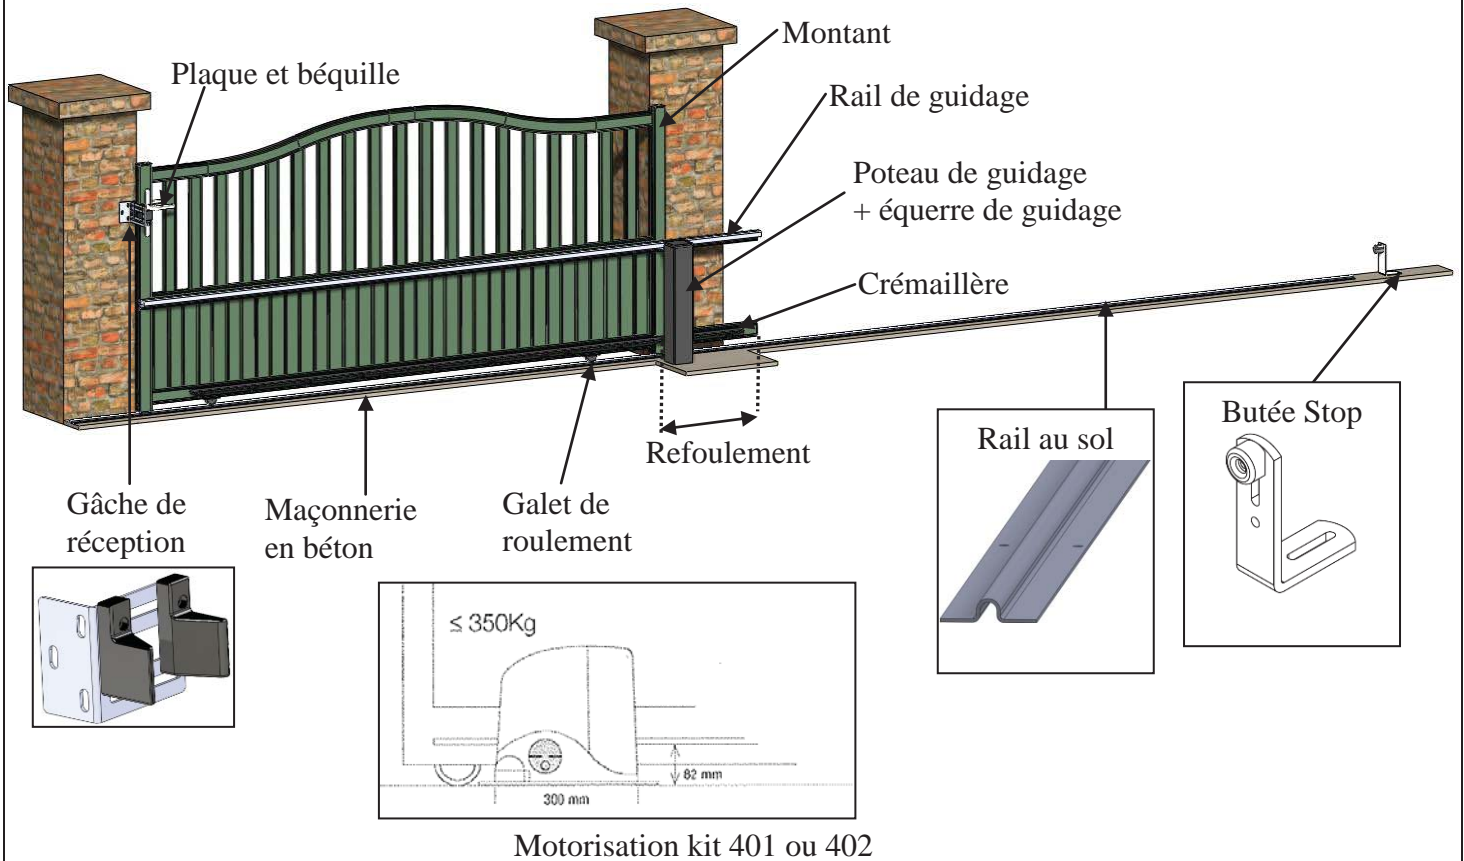 Montant
Plaque et béquille
Rail de guidage
Poteau de guidage
+ équerre de guidage
Crémaillère
Refoulement
Rail au sol
Butée Stop
Gâche de
réception
Maçonnerie
en béton
Galet de
roulement
≤ 350Kg
82 mm
300 mm
Motorisation kit 401 ou 402